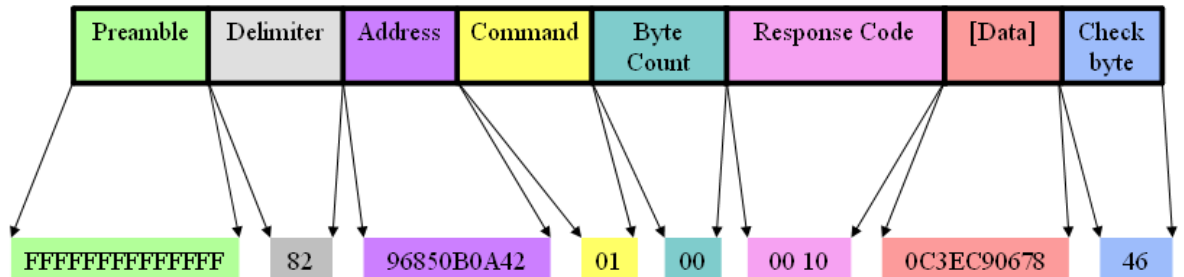 Preamble Delimiter Address Command Byte Count Response Code [Data] Check byte
FFFFFFFFFFFFFF 82 96850B0A42 01 00 00 10 0C3EC90678 46